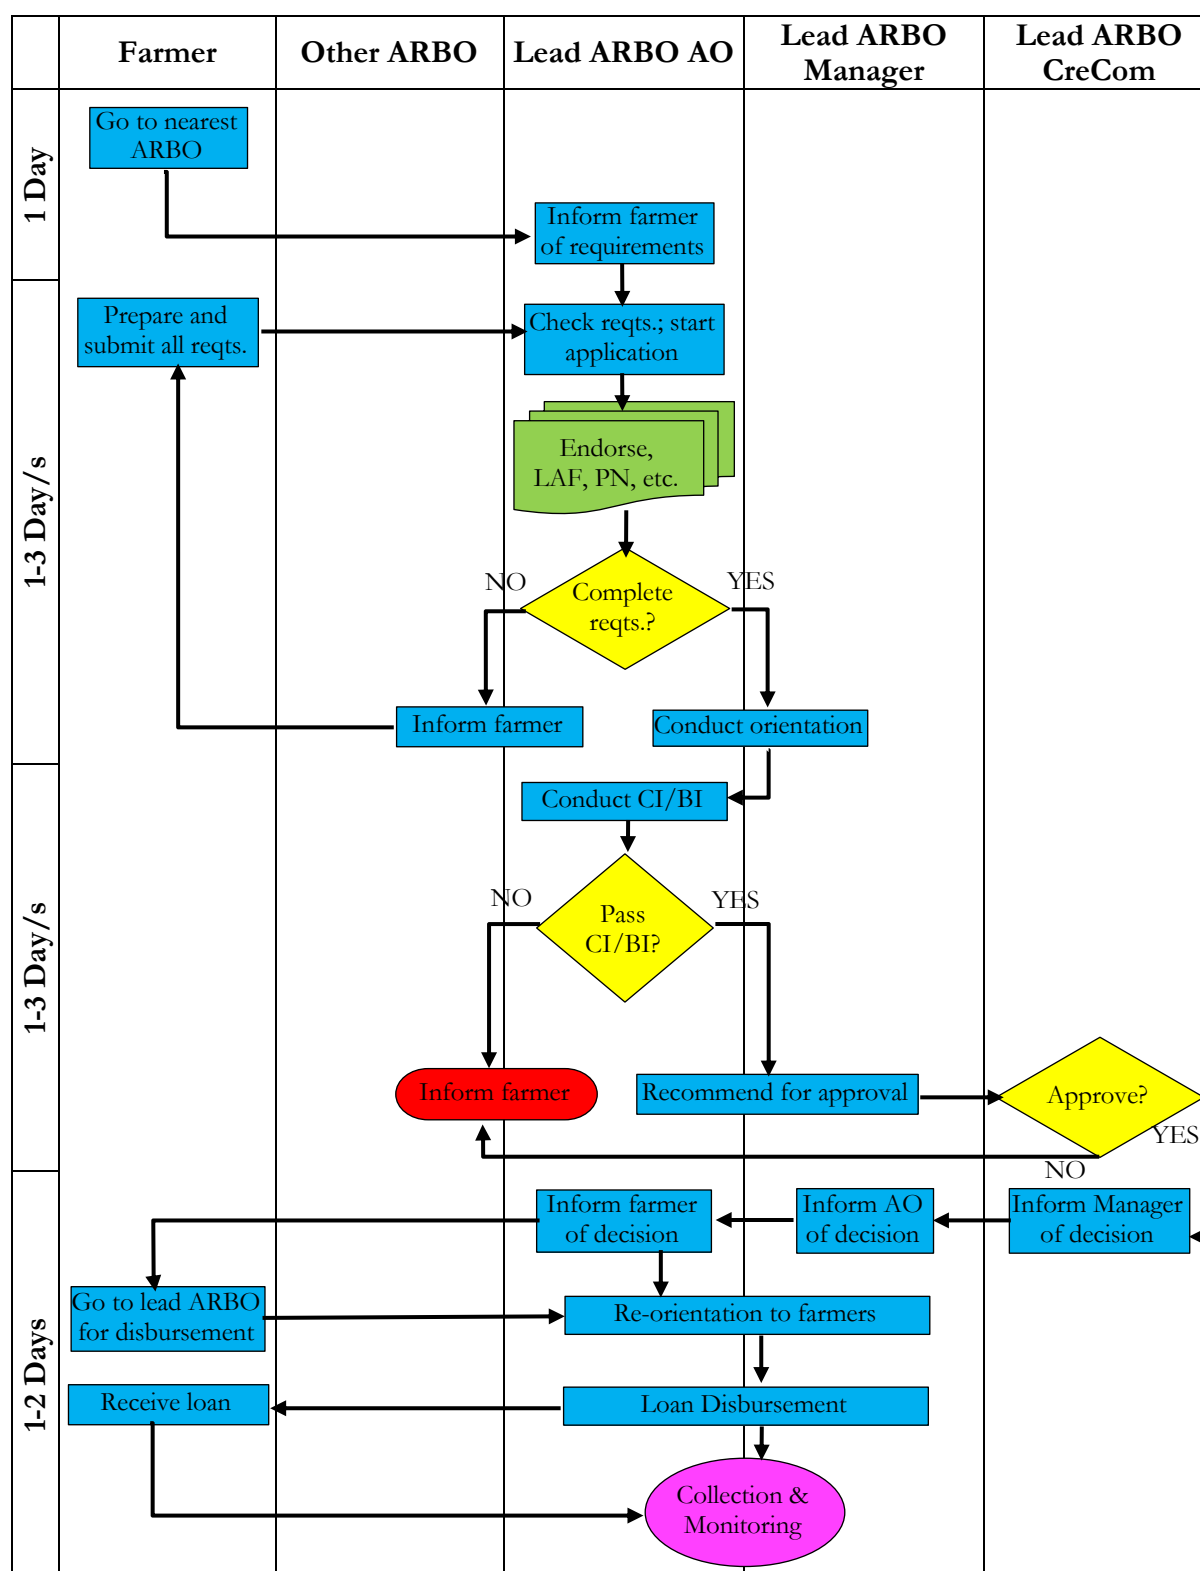 Farmer
Other ARBO
Lead ARBO AO
Lead ARBO
Manager
Lead ARBO
CreCom
1 Day
Go to nearest
ARBO
Inform farmer
of requirements
1-3 Day/s
Prepare and
submit all reqts.
Check reqts.; start
application
Endorse,
LAF, PN, etc.
Complete
reqts.?
NO
YES
Inform farmer
Conduct orientation
1-3 Day/s
Conduct CI/BI
Pass
CI/BI?
NO
YES
Inform farmer
Recommend for approval
Approve?
YES
NO
1-2 Days
Inform farmer
of decision
Inform AO
of decision
Inform Manager
of decision
Go to lead ARBO
for disbursement
Re-orientation to farmers
Receive loan
Loan Disbursement
Collection &
Monitoring